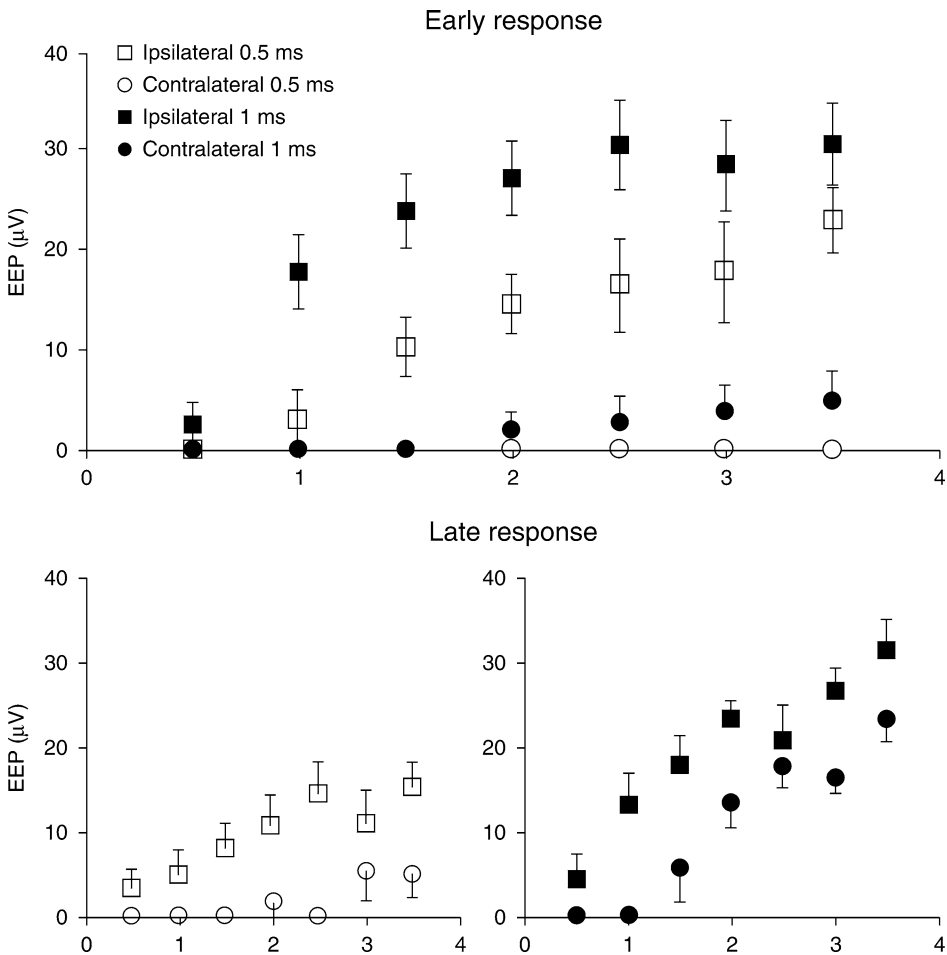 Early response
40
Ipsilateral 0.5 ms
Contralateral 0.5 ms
Ipsilateral 1 ms
Contralateral 1 ms
30
20
10
0
EEP (μV)
0 1 2 3 4
Late response
40
30
20
10
0
EEP (μV)
0 1 2 3 4
40
30
20
10
0
0 1 2 3 4